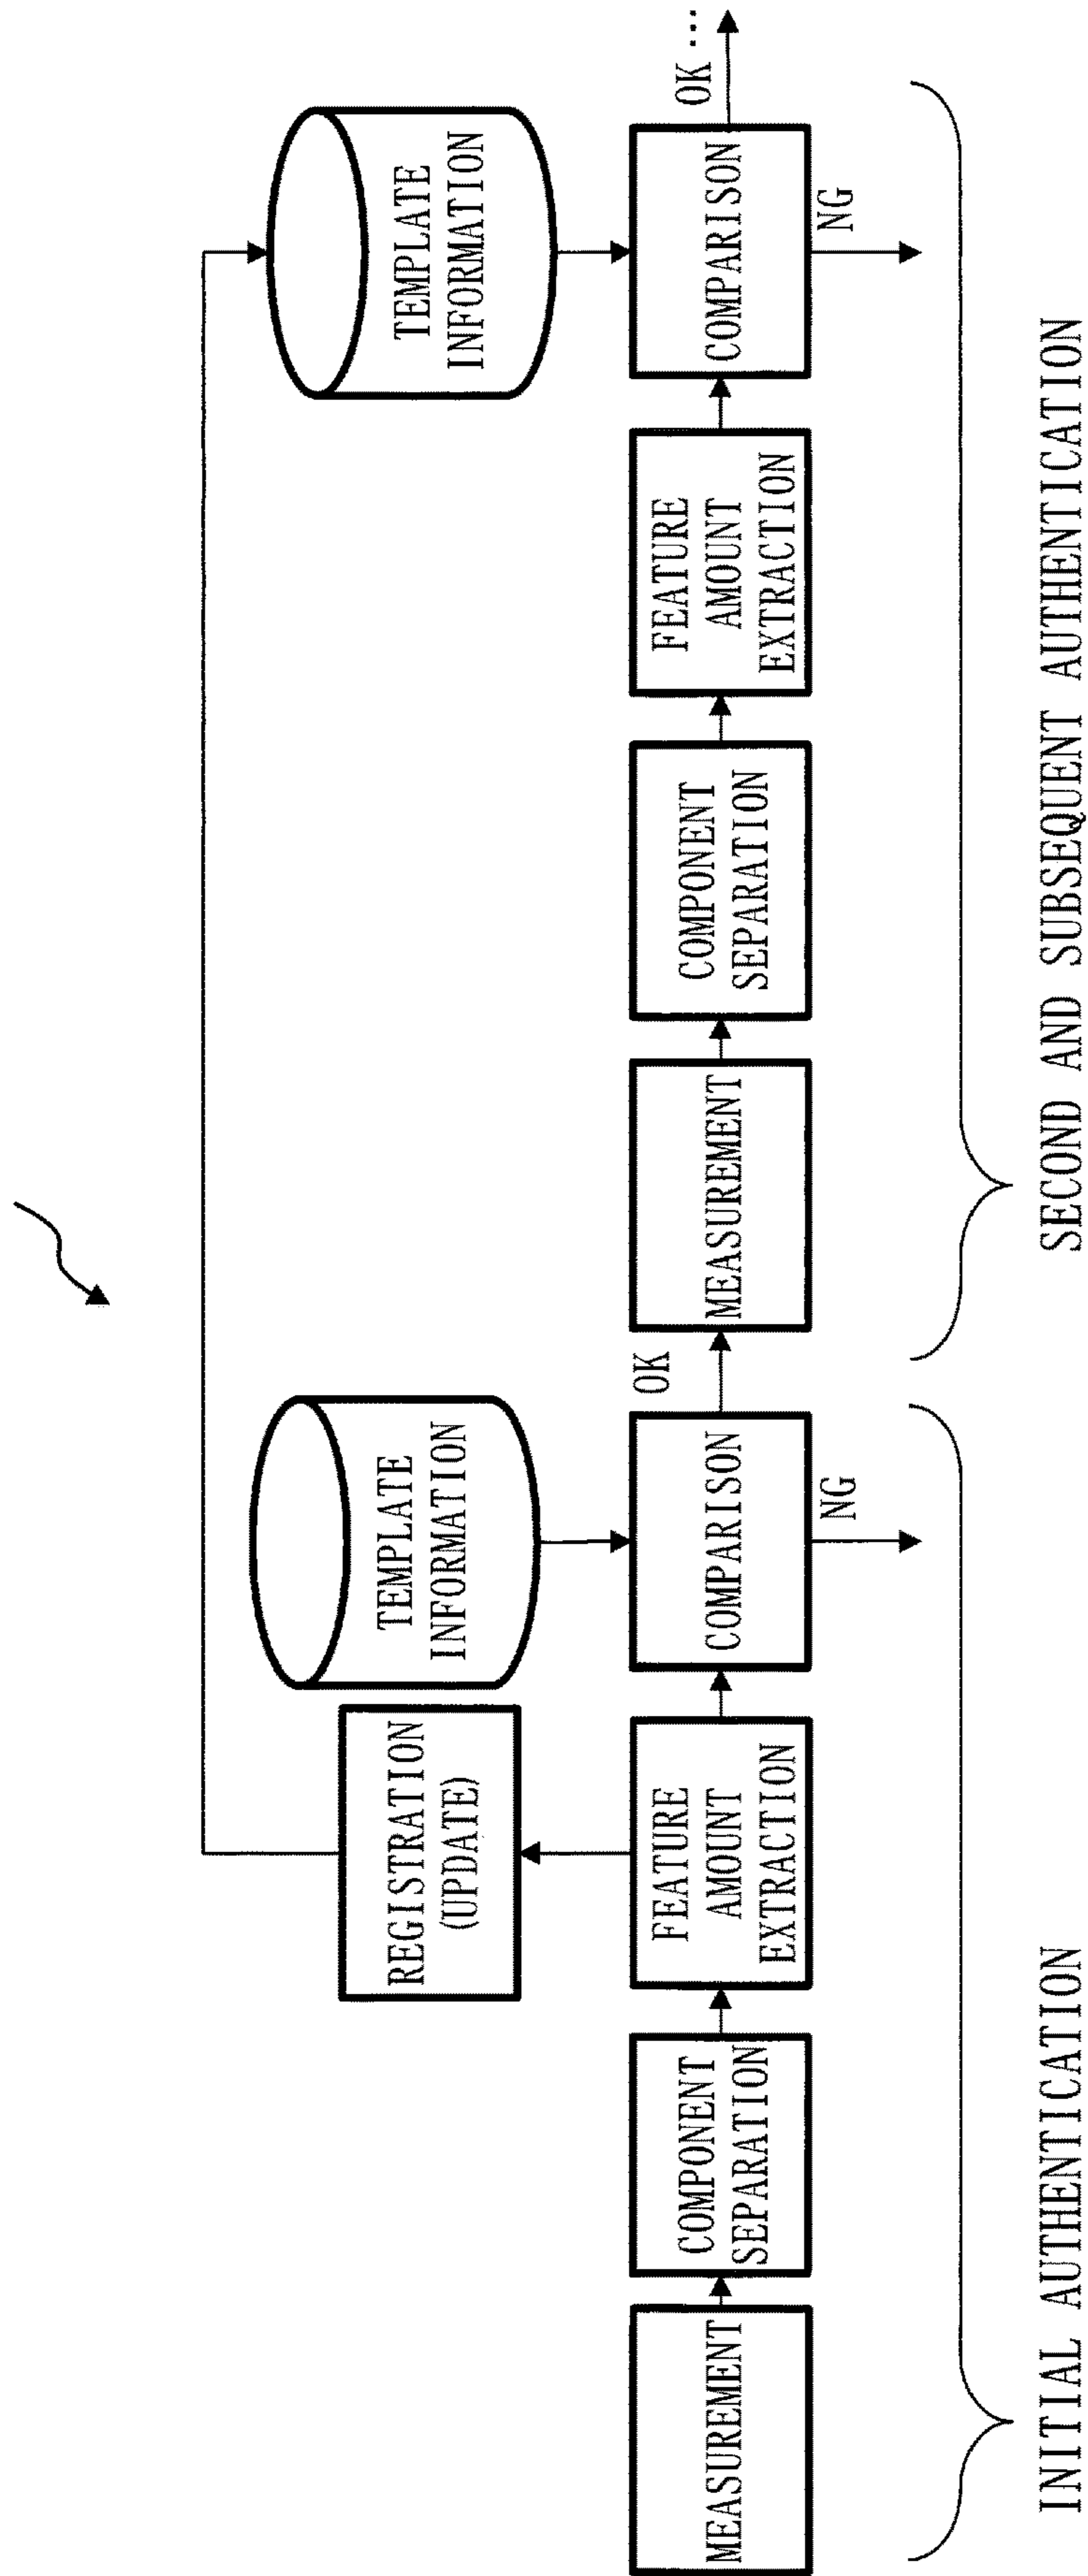 REGISTRATION
(UPDATE)
TEMPLATE
INFORMATION
TEMPLATE
INFORMATION
MEASUREMENT
COMPONENT
SEPARATION
FEATURE
AMOUNT
EXTRACTION
COMPARISON
OK
MEASUREMENT
COMPONENT
SEPARATION
FEATURE
AMOUNT
EXTRACTION
COMPARISON
OK ...
NG
NG
INITIAL AUTHENTICATION
SECOND AND SUBSEQUENT AUTHENTICATION